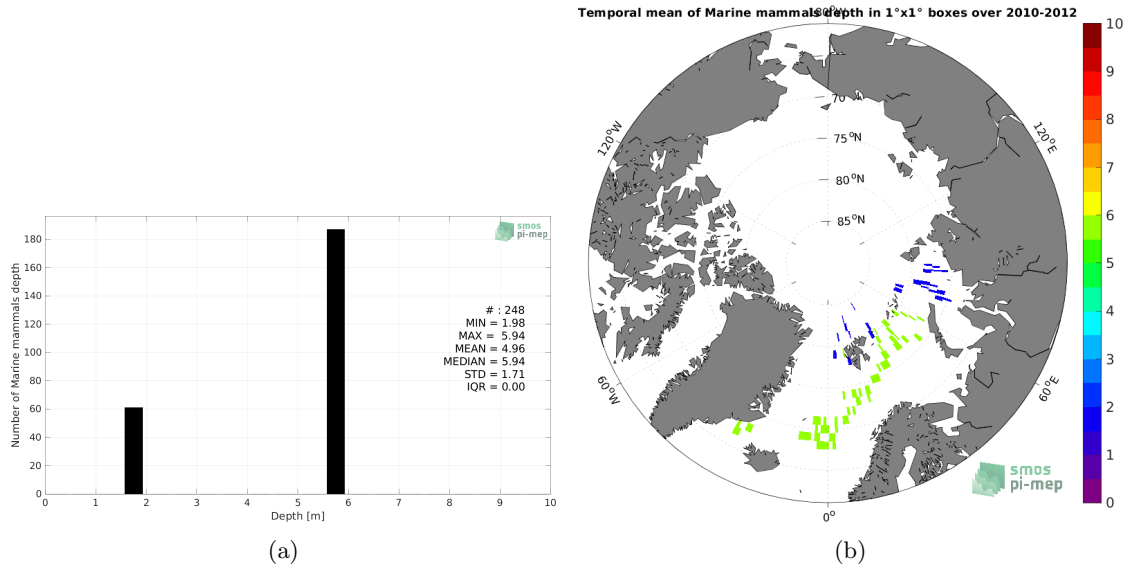 Temporal mean of Marine mammals depth in 1°x1° boxes over 2010-2012
180°W
smos
pi-mep
Number of Marine mammals depth
180
160
140
120
100
80
60
40
20
0
# : 248
MIN = 1.98
MAX = 5.94
MEAN = 4.96
MEDIAN = 5.94
STD = 1.71
IQR = 0.00
0 1 2 3 4 5 6 7 8 9 10
Depth [m]
(a)
120°W
120°E
60°W
60°E
0°
70°N
75°N
80°N
85°N
smos
pi-mep
10
9
8
7
6
5
4
3
2
1
0
(b)